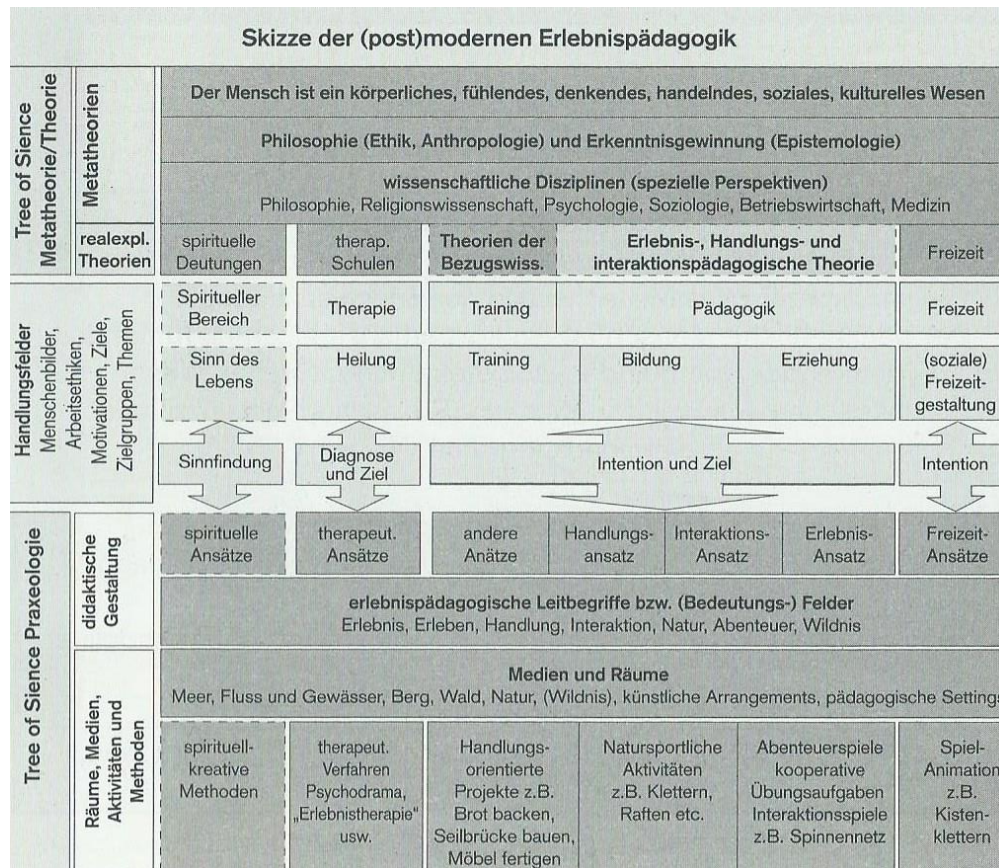 Skizze der (post)modernen Erlebnispädagogik
Tree of Sience
Metatheorie/Theorie
Metatheorien
Der Mensch ist ein körperliches, fühlendes, denkendes, handelndes, soziales, kulturelles Wesen
Philosophie (Ethik, Anthropologie) und Erkenntnisgewinnung (Epistemologie)
wissenschaftliche Disziplinen (spezielle Perspektiven)
Philosophie, Religionswissenschaft, Psychologie, Soziologie, Betriebswirtschaft, Medizin
realexpl.
Theorien
spirituelle
Deutungen
therap.
Schulen
Theorien der
Bezugswiss.
Erlebnis-, Handlungs- und
interaktionspädagogische Theorie
Freizeit
Handlungsfelder
Menschenbilder,
Arbeitsethiken,
Motivationen, Ziele,
Zielgruppen, Themen
Spiritueller
Bereich
Therapie
Training
Pädagogik
Freizeit
Sinn des
Lebens
Heilung
Training
Bildung
Erziehung
(soziale)
Freizeit-
gestaltung
Sinnfindung
Diagnose
und Ziel
Intention und Ziel
Intention
Tree of Sience Praxeologie
didaktische
Gestaltung
spirituelle
Ansätze
therapeut.
Ansätze
andere
Anätze
Handlungs-
ansatz
Interaktions-
Ansatz
Erlebnis-
Ansatz
Freizeit-
Ansätze
erlebnispädagogische Leitbegriffe bzw. (Bedeutungs-) Felder
Erlebnis, Erleben, Handlung, Interaktion, Natur, Abenteuer, Wildnis
Räume, Medien,
Aktivitäten und
Methoden
Medien und Räume
Meer, Fluss und Gewässer, Berg, Wald, Natur, (Wildnis), künstliche Arrangements, pädagogische Settings
spirituell-
kreative
Methoden
therapeut.
Verfahren
Psychodrama,
„Erlebnistherapie"
usw.
Handlungs-
orientierte
Projekte z.B.
Brot backen,
Seilbrücke bauen,
Möbel fertigen
Natursportliche
Aktivitäten
z.B. Klettern,
Raften etc.
Abenteuerspiele
kooperative
Übungsaufgaben
Interaktionsspiele
z.B. Spinnennetz
Spiel-
Animation
z.B.
Kisten-
klettern